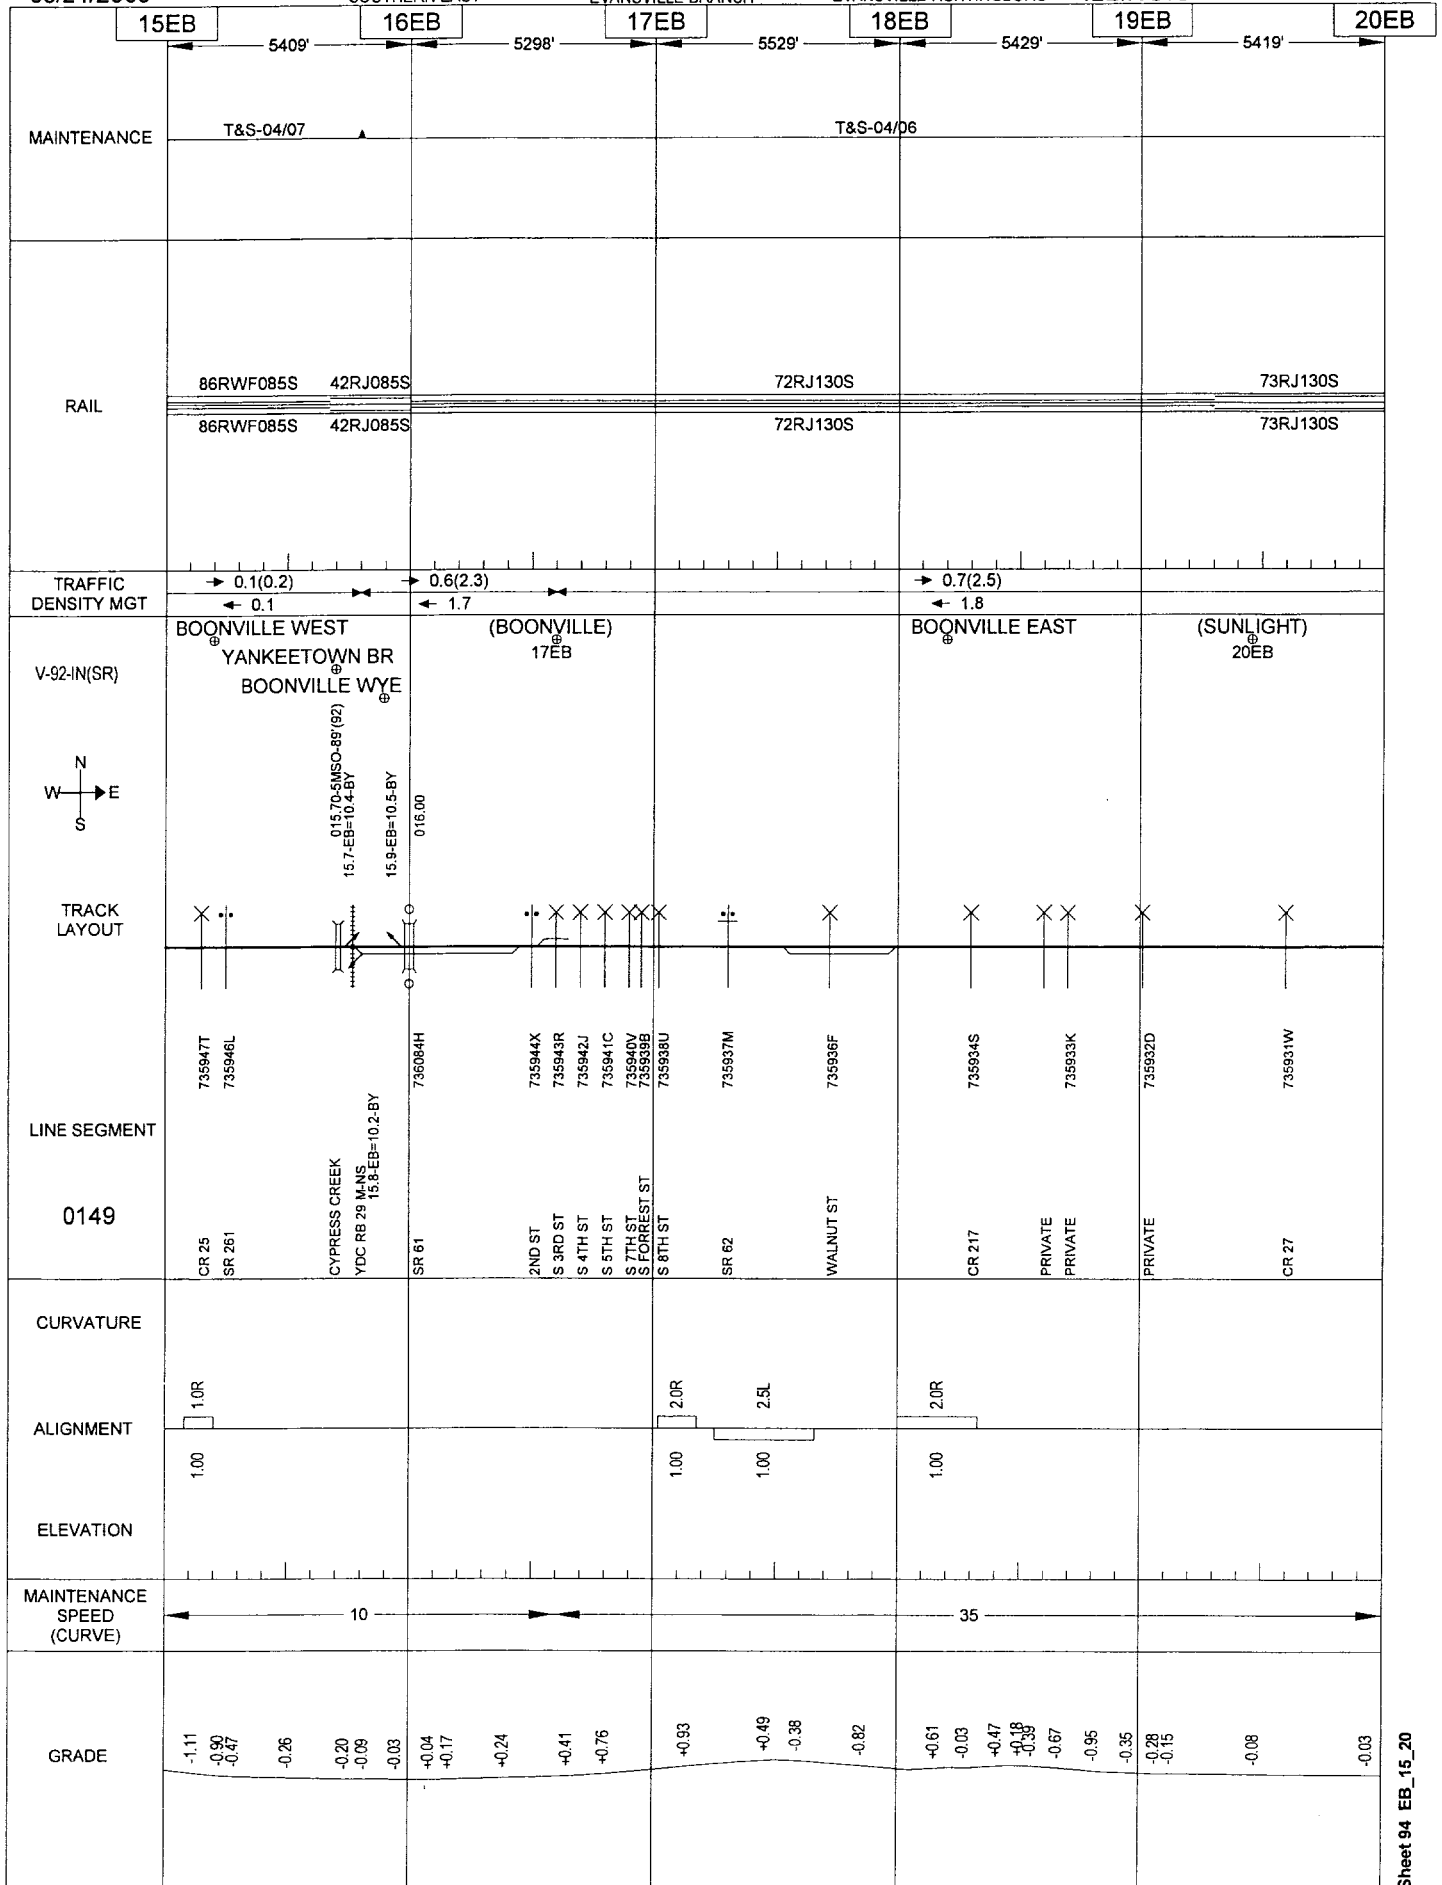 15EB 16EB 17EB 18EB 19EB 20EB
5409' 5298' 5529' 5429' 5419'
MAINTENANCE
T&S-04/07 T&S-04/06
RAIL
86RWF085S 42RJ085S 72RJ130S 73RJ130S
86RWF085S 42RJ085S 72RJ130S 73RJ130S
TRAFFIC
DENSITY MGT
0.1(0.2) 0.6(2.3) 0.7(2.5)
0.1 1.7 1.8
V-92-IN(SR)
BOONVILLE WEST (BOONVILLE) BOONVILLE EAST (SUNLIGHT)
17EB 20EB
YANKEETOWN BR
BOONVILLE WYE
N
W E
S
015.70-5MSO-89'(92)
15.7-EB=10.4-BY
15.9-EB=10.5-BY
016.00
TRACK
LAYOUT
735947T
735946L
736084H
735944X
735943R
735942J
735941C
735940V
735939B
735938U
735937M
735936F
735934S
735933K
735932D
735931W
LINE SEGMENT
0149
CR 25
SR 261
CYPRESS CREEK
YDC RB 29 M-NS
15.8-EB=10.2-BY
SR 61
2ND ST
S 3RD ST
S 4TH ST
S 5TH ST
S 7TH ST
S FORREST ST
S 8TH ST
SR 62
WALNUT ST
CR 217
PRIVATE
PRIVATE
PRIVATE
CR 27
CURVATURE
1.0R
2.0R
2.5L
2.0R
ALIGNMENT
1.00
1.00
1.00
1.00
ELEVATION
MAINTENANCE
SPEED
(CURVE)
10 35
GRADE
-1.11
-0.90
-0.47
-0.26
-0.20
-0.09
-0.03
+0.04
+0.17
+0.24
+0.41
+0.76
+0.93
+0.49
-0.38
-0.82
+0.61
-0.03
+0.47
+0.18
-0.39
-0.67
-0.95
-0.35
-0.28
-0.15
-0.08
-0.03
Sheet 94 EB_15_20